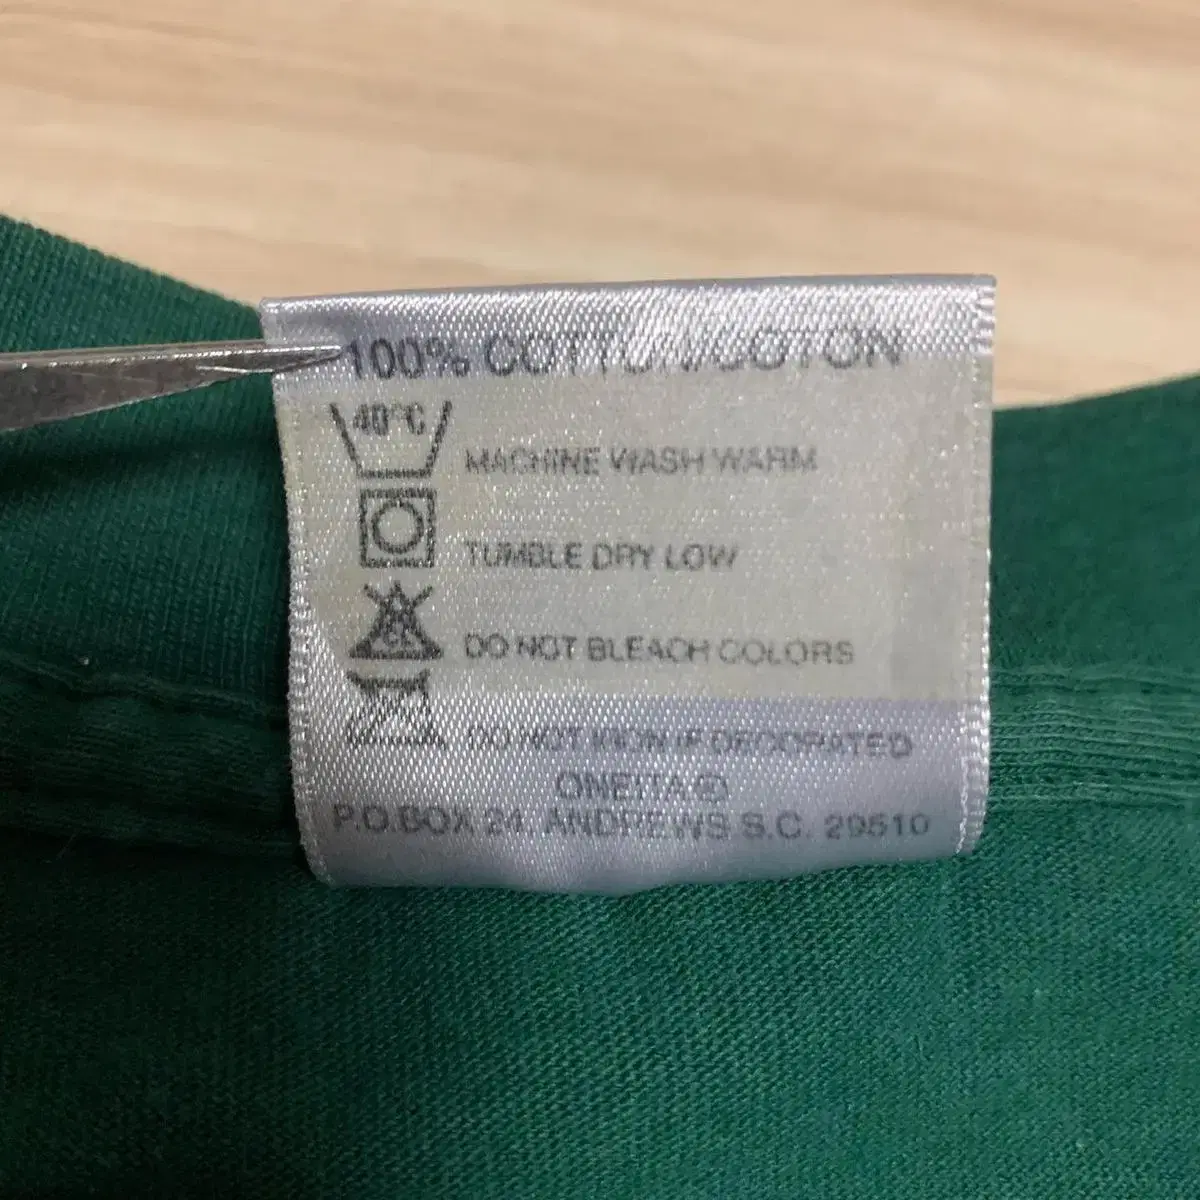 100% COTTON/COTON
40°C
MACHINE WASH WARM
TUMBLE DRY LOW
DO NOT BLEACH COLORS
DO NOT IRON IF DECORATED
ONEITA®
P.O.BOX 24, ANDREWS S.C. 29510